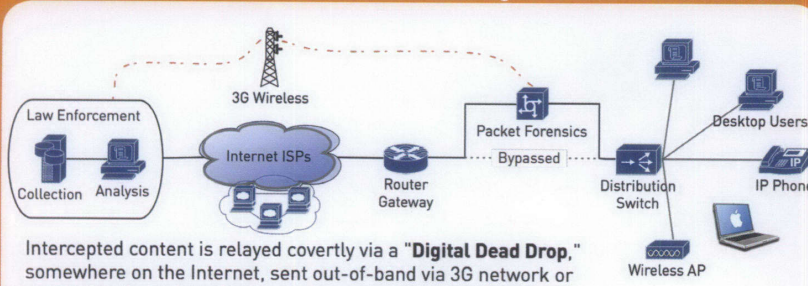 3G Wireless
Law Enforcement
Collection
Analysis
Internet ISPs
Router
Gateway
Packet Forensics
Bypassed
Distribution
Switch
Desktop Users
IP
IP Phone
Wireless AP
Intercepted content is relayed covertly via a "Digital Dead Drop,"
somewhere on the Internet, sent out-of-band via 3G network or